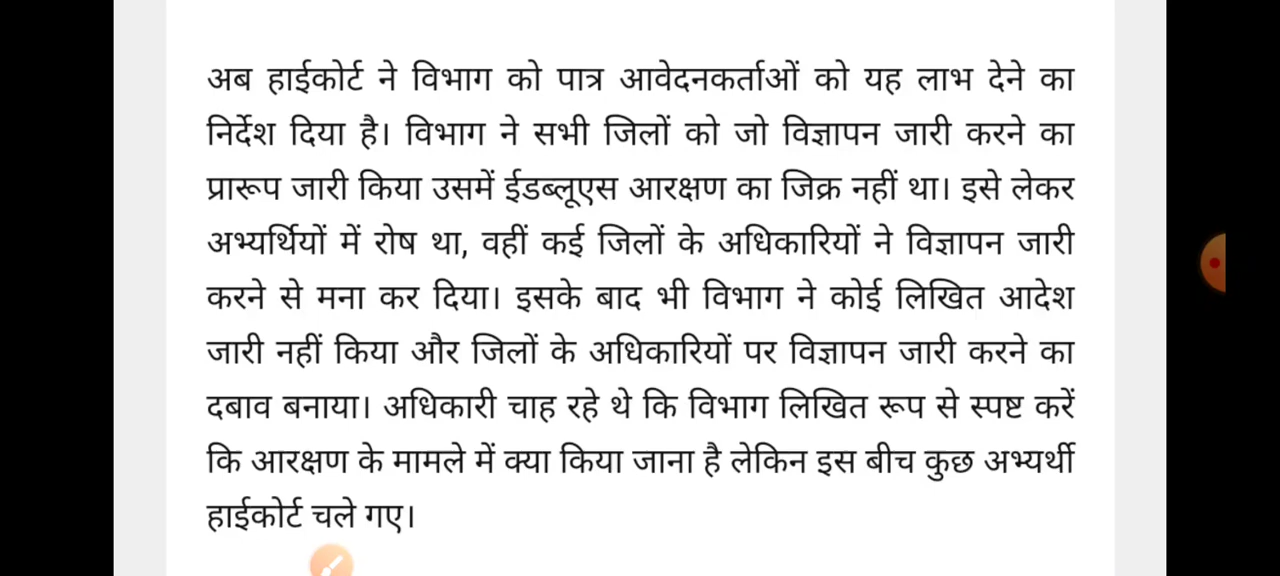 अब हाईकोर्ट ने विभाग को पात्र आवेदनकर्ताओं को यह लाभ देने का
निर्देश दिया है। विभाग ने सभी जिलों को जो विज्ञापन जारी करने का
प्रारूप जारी किया उसमें ईडब्लूएस आरक्षण का जिक्र नहीं था। इसे लेकर
अभ्यर्थियों में रोष था, वहीं कई जिलों के अधिकारियों ने विज्ञापन जारी
करने से मना कर दिया। इसके बाद भी विभाग ने कोई लिखित आदेश
जारी नहीं किया और जिलों के अधिकारियों पर विज्ञापन जारी करने का
दबाव बनाया। अधिकारी चाह रहे थे कि विभाग लिखित रूप से स्पष्ट करें
कि आरक्षण के मामले में क्या किया जाना है लेकिन इस बीच कुछ अभ्यर्थी
हाईकोर्ट चले गए।